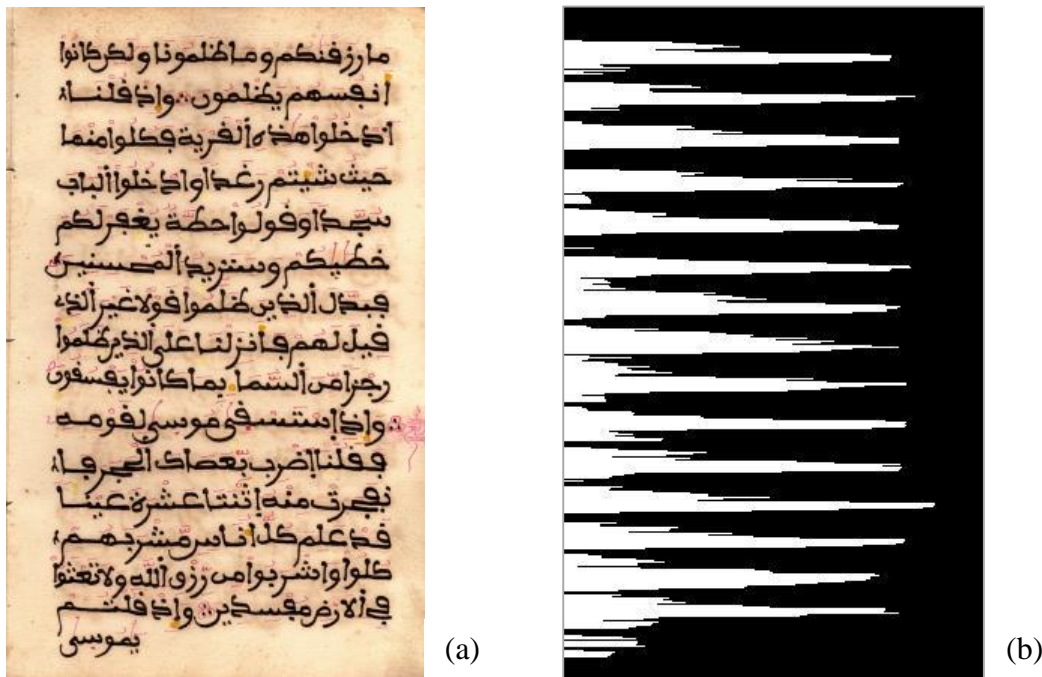 ما رزقنكم وما ظلمونا ولكن كانوا
أنفسهم يظلمون وإذ قلنا
ادخلوا هذه القرية فكلوا منها
حيث شيتم رغدا وادخلوا الباب
سجدا وقولوا حطة يغفر لكم
خطيكم وسنزيد المحسنين
فبدل الذين ظلموا قولا غير الذي
قيل لهم فأنزلنا على الذين ظلموا
رجزا من السما بما كانوا يفسقون
وإذ استسقى موسى لقومه
فقلنا اضرب بعصاك الحجر فا
نفجرت منه اثنتا عشرة عينا
قد علم كل أناس مشربهم
كلوا واشربوا من رزق الله ولا تعثوا
في الارض مفسدين وإذ قلتم
يموسى
(a)
(b)